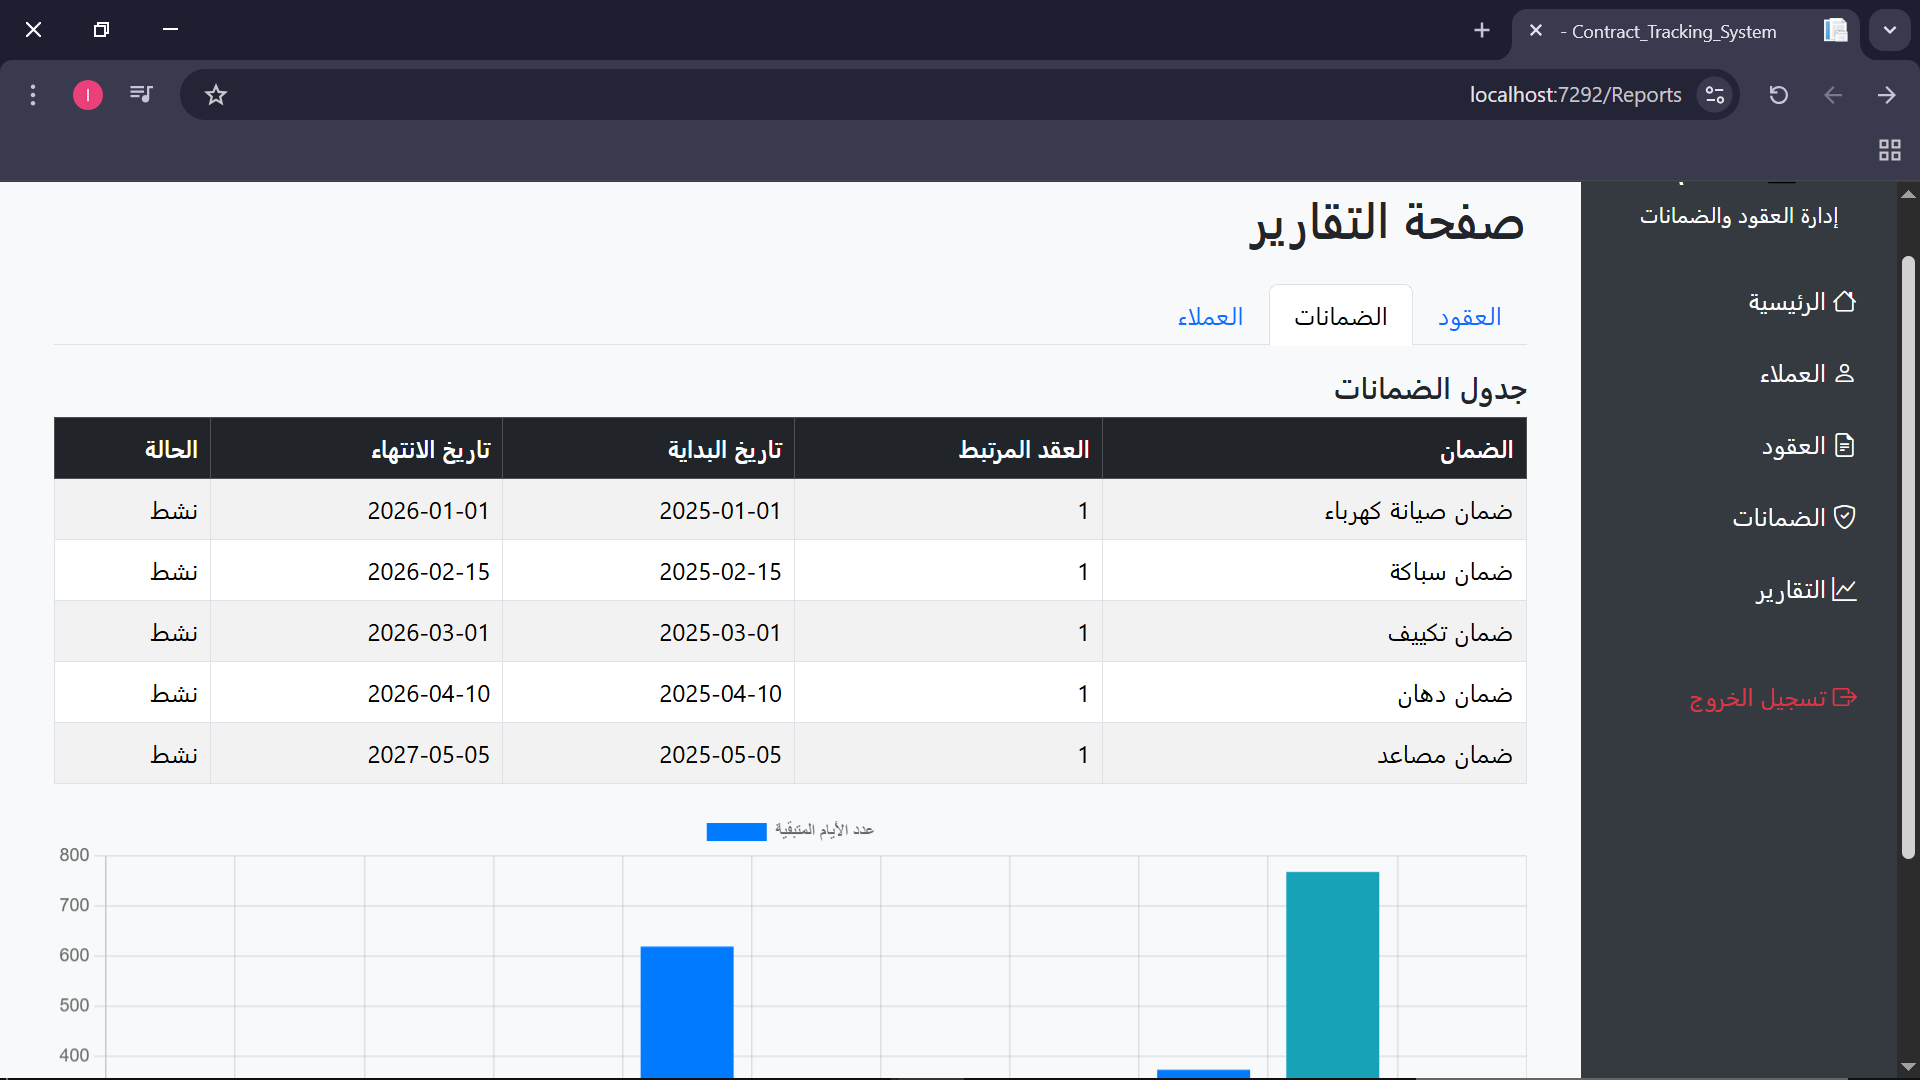 - Contract_Tracking_System
localhost:7292/Reports
إدارة العقود والضمانات
الرئيسية
العملاء
العقود
الضمانات
التقارير
تسجيل الخروج
صفحة التقارير
العقود الضمانات العملاء
جدول الضمانات
الضمان العقد المرتبط تاريخ البداية تاريخ الانتهاء الحالة
ضمان صيانة كهرباء 1 2025-01-01 2026-01-01 نشط
ضمان سباكة 1 2025-02-15 2026-02-15 نشط
ضمان تكييف 1 2025-03-01 2026-03-01 نشط
ضمان دهان 1 2025-04-10 2026-04-10 نشط
ضمان مصاعد 1 2025-05-05 2027-05-05 نشط
عدد الأيام المتبقية
800
700
600
500
400